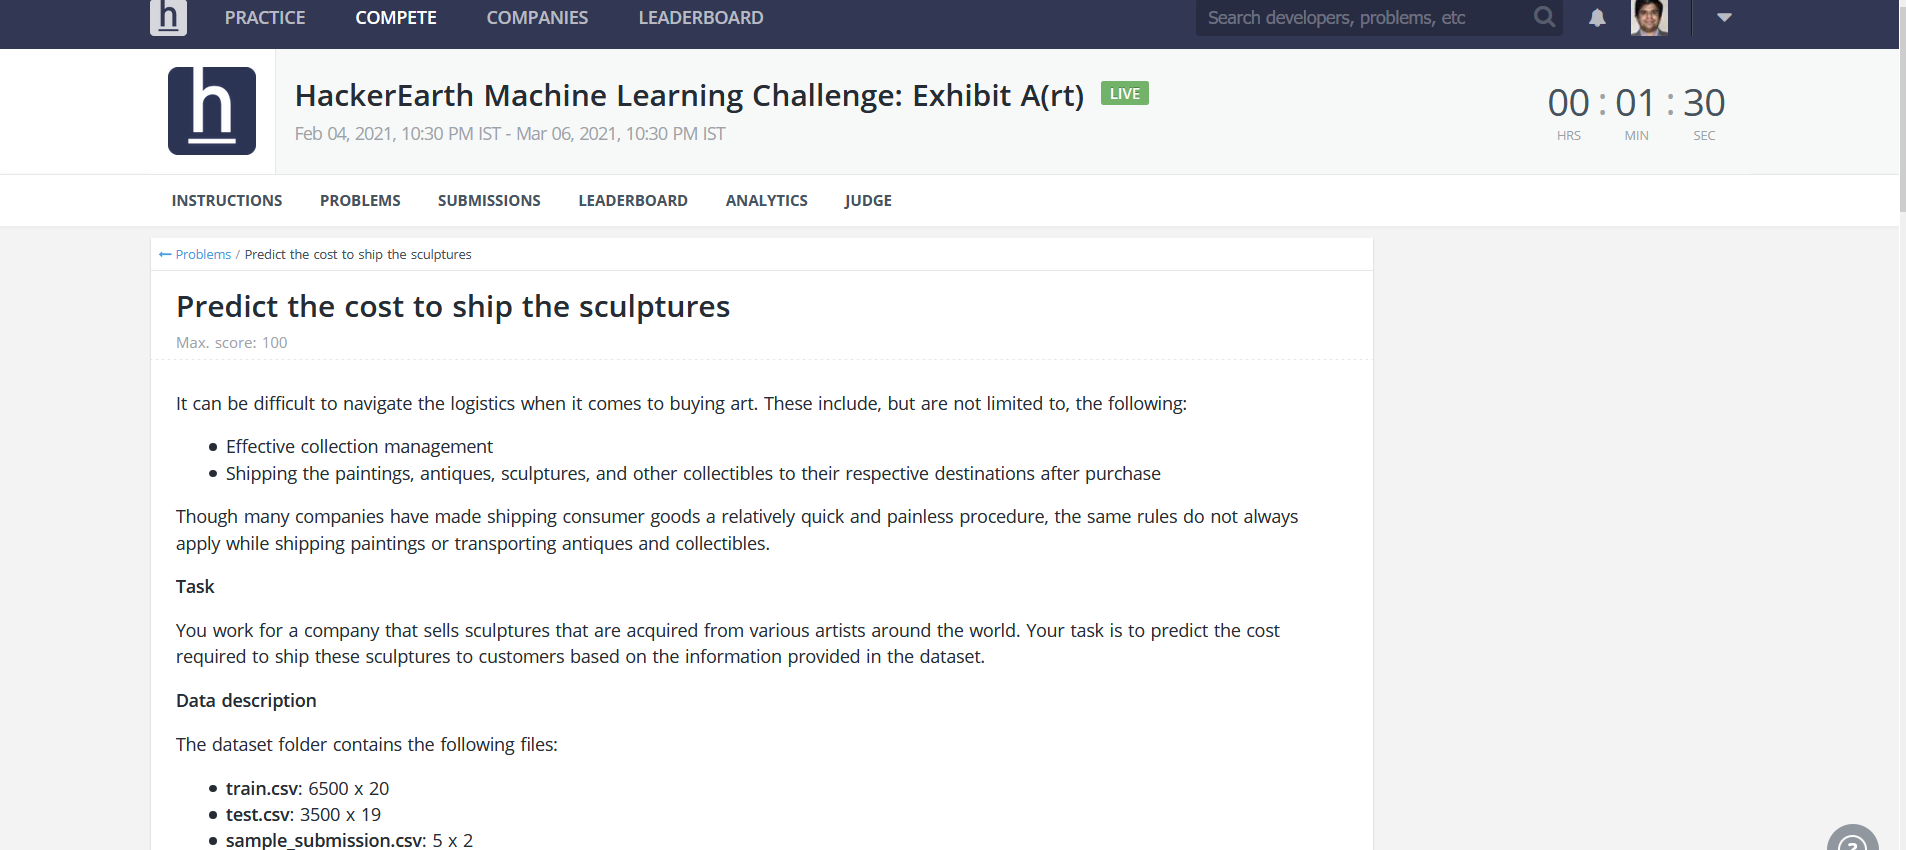 h PRACTICE COMPETE COMPANIES LEADERBOARD Search developers, problems, etc
h
HackerEarth Machine Learning Challenge: Exhibit A(rt) LIVE
Feb 04, 2021, 10:30 PM IST - Mar 06, 2021, 10:30 PM IST
00 : 01 : 30
HRS MIN SEC
INSTRUCTIONS PROBLEMS SUBMISSIONS LEADERBOARD ANALYTICS JUDGE
← Problems / Predict the cost to ship the sculptures
Predict the cost to ship the sculptures
Max. score: 100
It can be difficult to navigate the logistics when it comes to buying art. These include, but are not limited to, the following:
• Effective collection management
• Shipping the paintings, antiques, sculptures, and other collectibles to their respective destinations after purchase
Though many companies have made shipping consumer goods a relatively quick and painless procedure, the same rules do not always
apply while shipping paintings or transporting antiques and collectibles.
Task
You work for a company that sells sculptures that are acquired from various artists around the world. Your task is to predict the cost
required to ship these sculptures to customers based on the information provided in the dataset.
Data description
The dataset folder contains the following files:
• train.csv: 6500 x 20
• test.csv: 3500 x 19
• sample_submission.csv: 5 x 2
?